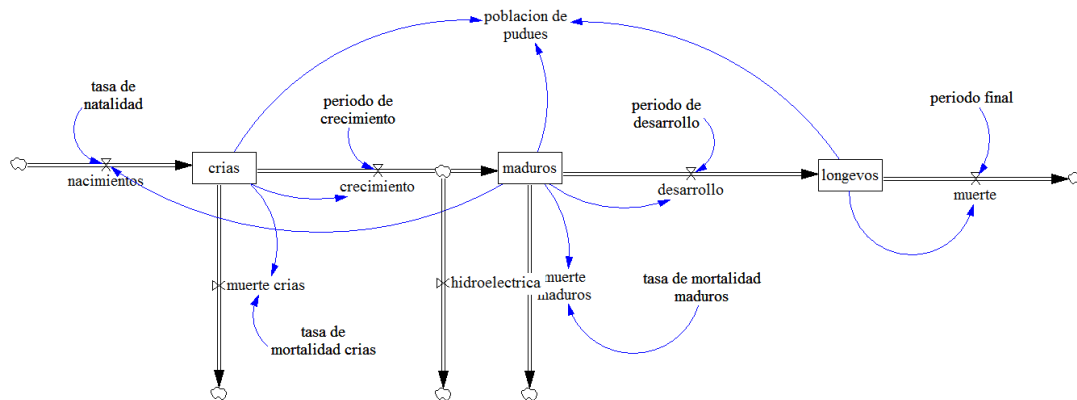 poblacion de
pudues
tasa de
natalidad
periodo de
crecimiento
periodo de
desarrollo
periodo final
nacimientos
crias
crecimiento
maduros
desarrollo
longevos
muerte
muerte crias
hidroelectrica
muerte
maduros
tasa de mortalidad
maduros
tasa de
mortalidad crias